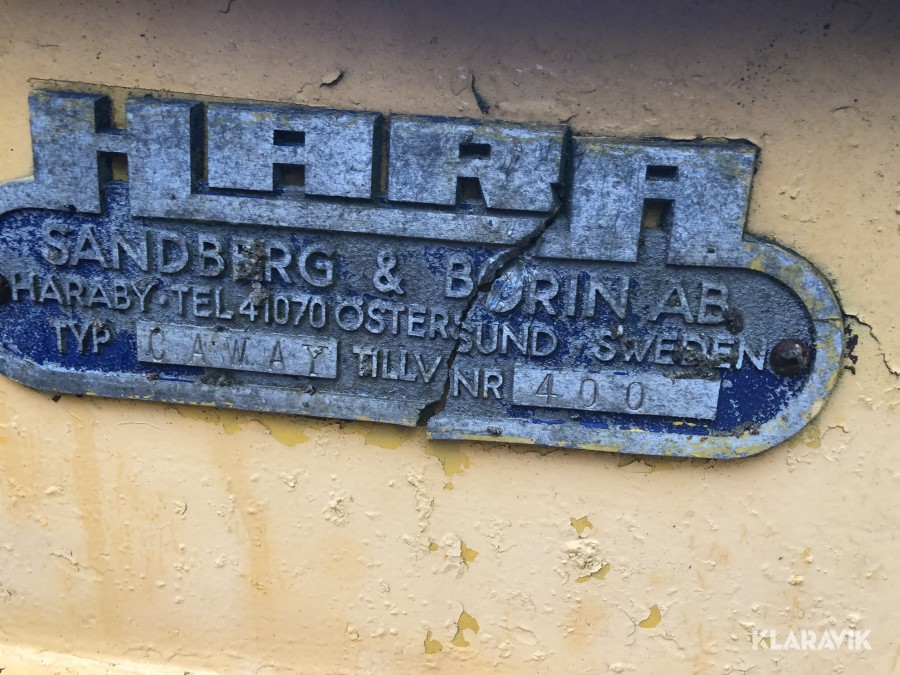 HARA
SANDBERG & BORIN AB
HARABY · TEL 41070 ÖSTERSUND SWEDEN
TYP CAWAY TILLV NR 400
KLARAVIK